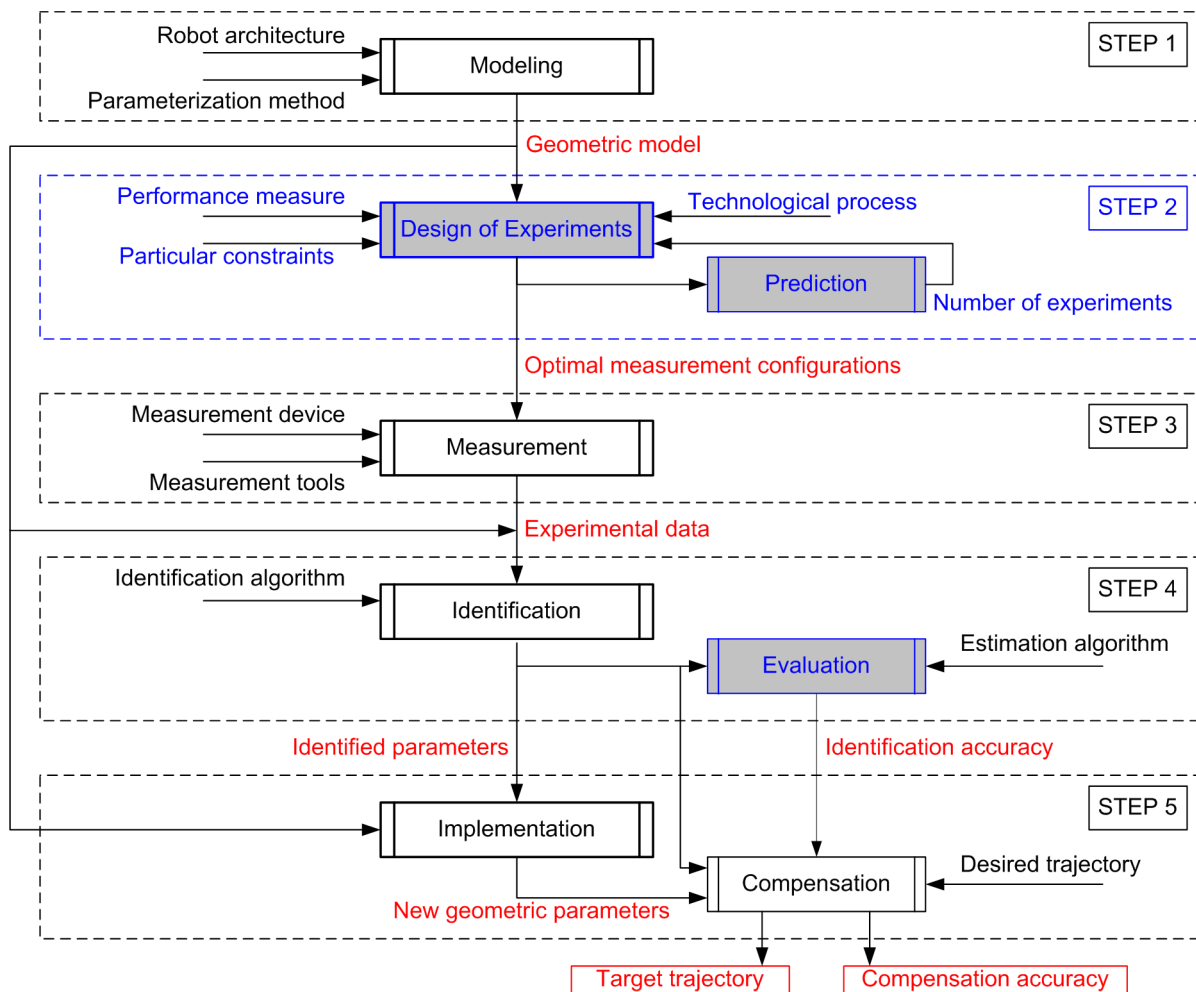 Robot architecture
Modeling
STEP 1
Parameterization method
Geometric model
Performance measure
Technological process
STEP 2
Design of Experiments
Particular constraints
Prediction
Number of experiments
Optimal measurement configurations
Measurement device
STEP 3
Measurement
Measurement tools
Experimental data
Identification algorithm
STEP 4
Identification
Estimation algorithm
Evaluation
Identified parameters
Identification accuracy
STEP 5
Implementation
Desired trajectory
Compensation
New geometric parameters
Target trajectory
Compensation accuracy